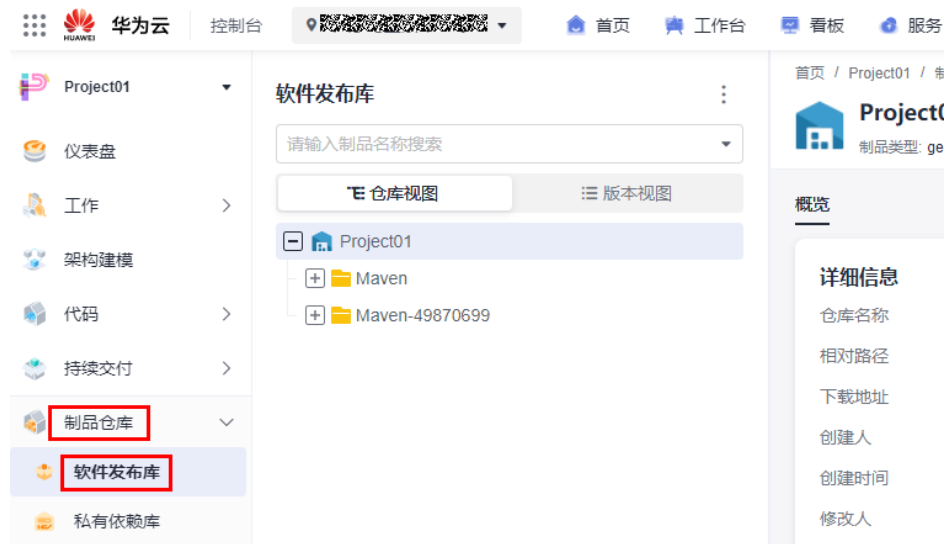 HUAWEI 华为云 控制台 首页 工作台 看板 服务
Project01
仪表盘
工作
架构建模
代码
持续交付
制品仓库
软件发布库
私有依赖库
软件发布库
请输入制品名称搜索
仓库视图 版本视图
Project01
Maven
Maven-49870699
首页 / Project01 /
Project0
制品类型: ge
概览
详细信息
仓库名称
相对路径
下载地址
创建人
创建时间
修改人